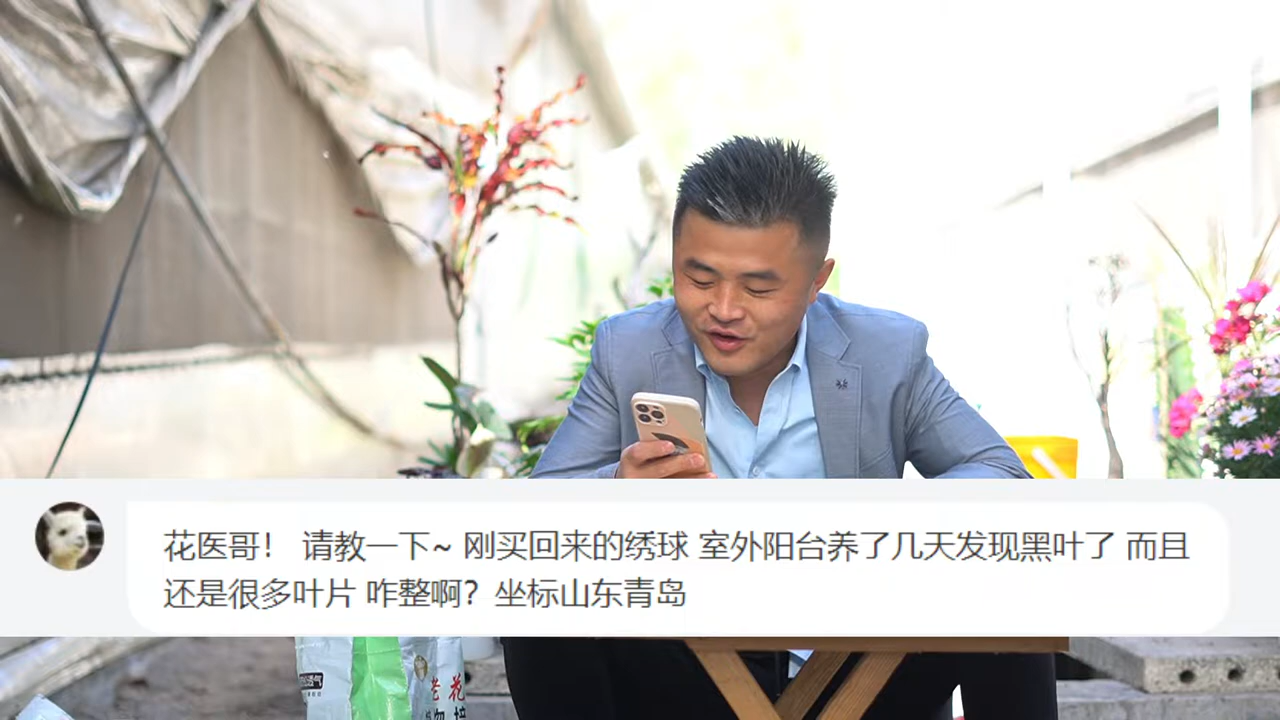 花医哥！ 请教一下~ 刚买回来的绣球 室外阳台养了几天发现黑叶了 而且
还是很多叶片 咋整啊？坐标山东青岛
老花